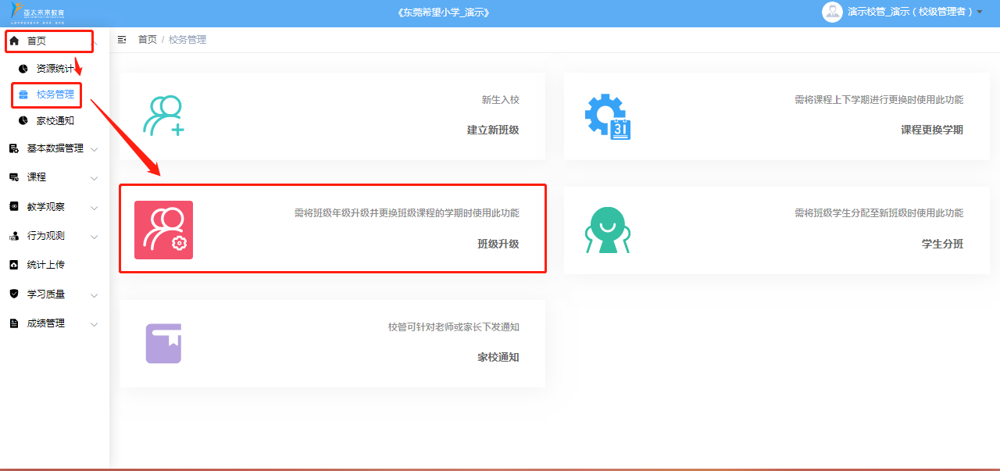 亚太未来教育
《东莞希望小学_演示》
演示校管_演示（校级管理者）
首页
资源统计
校务管理
家校通知
基本数据管理
课程
教学观察
行为观测
统计上传
学习质量
成绩管理
首页 / 校务管理
新生入校
建立新班级
需将课程上下学期进行更换时使用此功能
31
课程更换学期
需将班级年级升级并更换班级课程的学期时使用此功能
班级升级
需将班级学生分配至新班级时使用此功能
学生分班
校管可针对老师或家长下发通知
家校通知